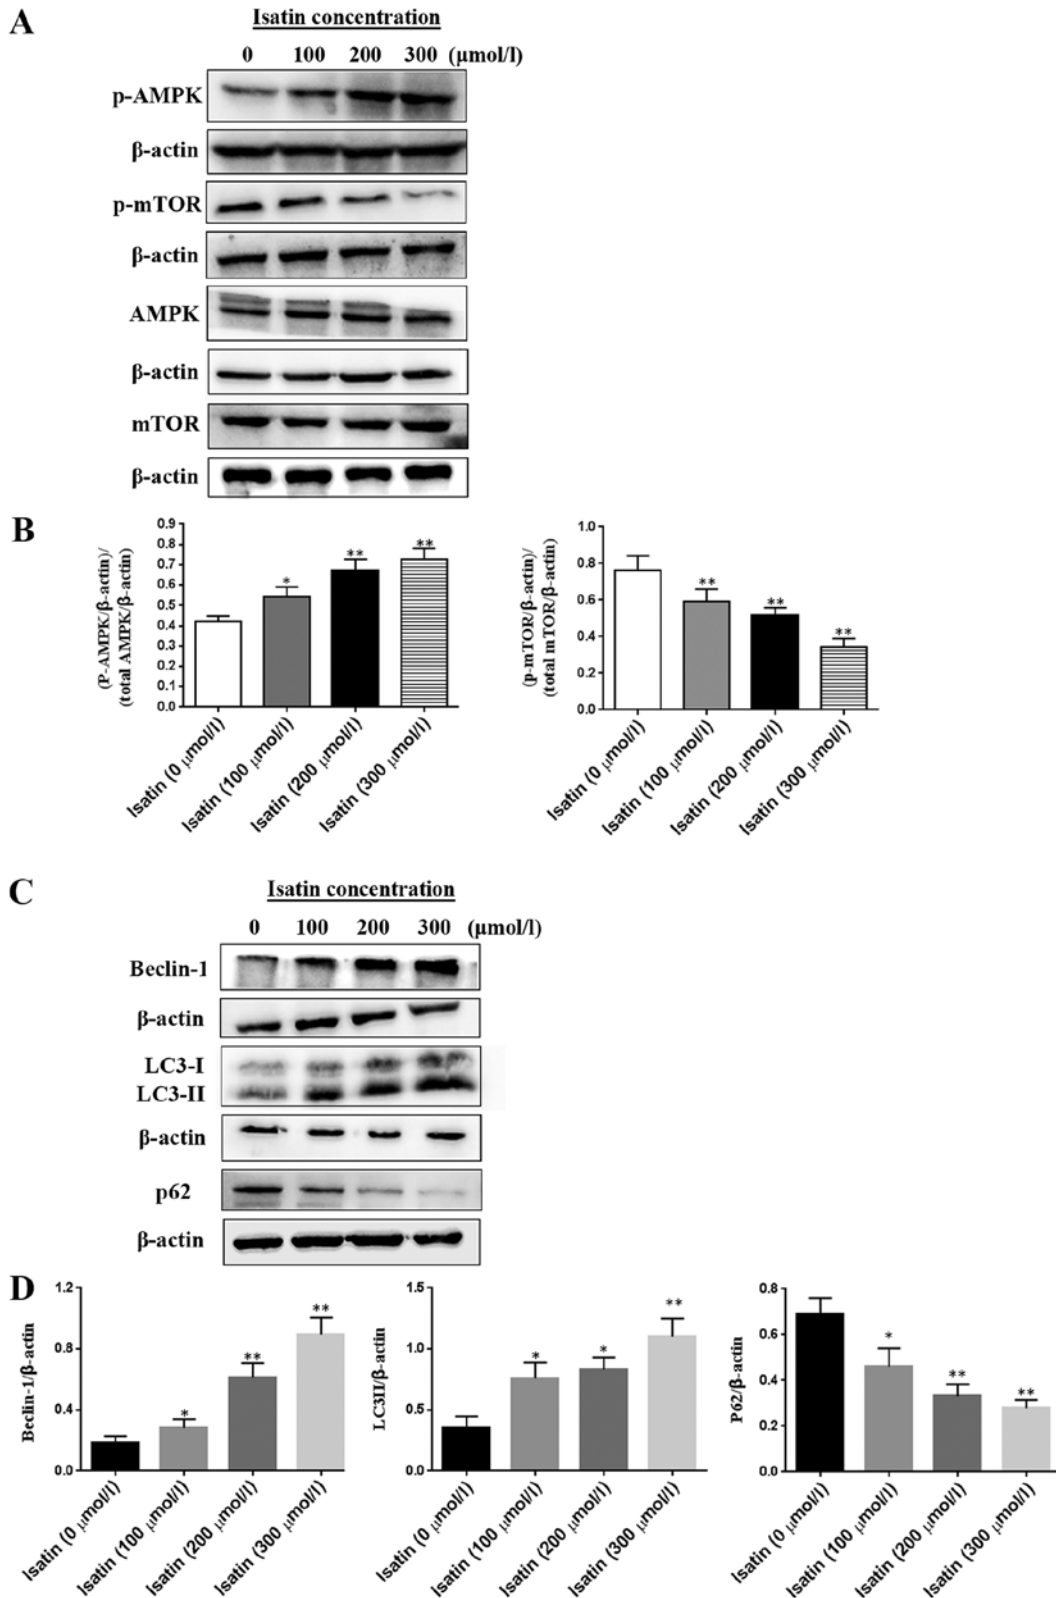 A
Isatin concentration
0 100 200 300 (μmol/l)
p-AMPK
β-actin
p-mTOR
β-actin
AMPK
β-actin
mTOR
β-actin
B
(P-AMPK/β-actin)/
(total AMPK/β-actin)
0.9
0.8
0.7
0.6
0.5
0.4
0.3
0.2
0.1
0.0
*
**
**
Isatin (0 μmol/l)
Isatin (100 μmol/l)
Isatin (200 μmol/l)
Isatin (300 μmol/l)
(p-mTOR/β-actin)/
(total mTOR/β-actin)
1.0
0.8
0.6
0.4
0.2
0.0
**
**
**
Isatin (0 μmol/l)
Isatin (100 μmol/l)
Isatin (200 μmol/l)
Isatin (300 μmol/l)
C
Isatin concentration
0 100 200 300 (μmol/l)
Beclin-1
β-actin
LC3-I
LC3-II
β-actin
p62
β-actin
D
Beclin-1/β-actin
1.2
0.8
0.4
0.0
*
**
**
Isatin (0 μmol/l)
Isatin (100 μmol/l)
Isatin (200 μmol/l)
Isatin (300 μmol/l)
LC3II/β-actin
1.5
1.0
0.5
0.0
*
*
**
Isatin (0 μmol/l)
Isatin (100 μmol/l)
Isatin (200 μmol/l)
Isatin (300 μmol/l)
P62/β-actin
0.8
0.6
0.4
0.2
0.0
*
**
**
Isatin (0 μmol/l)
Isatin (100 μmol/l)
Isatin (200 μmol/l)
Isatin (300 μmol/l)